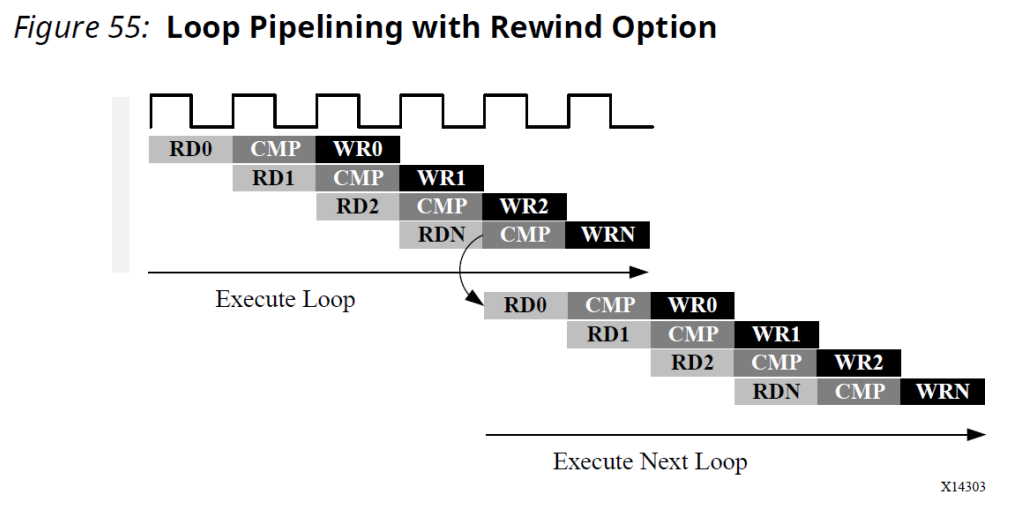 Figure 55: Loop Pipelining with Rewind Option
RD0 CMP WR0
RD1 CMP WR1
RD2 CMP WR2
RDN CMP WRN
Execute Loop
RD0 CMP WR0
RD1 CMP WR1
RD2 CMP WR2
RDN CMP WRN
Execute Next Loop
X14303